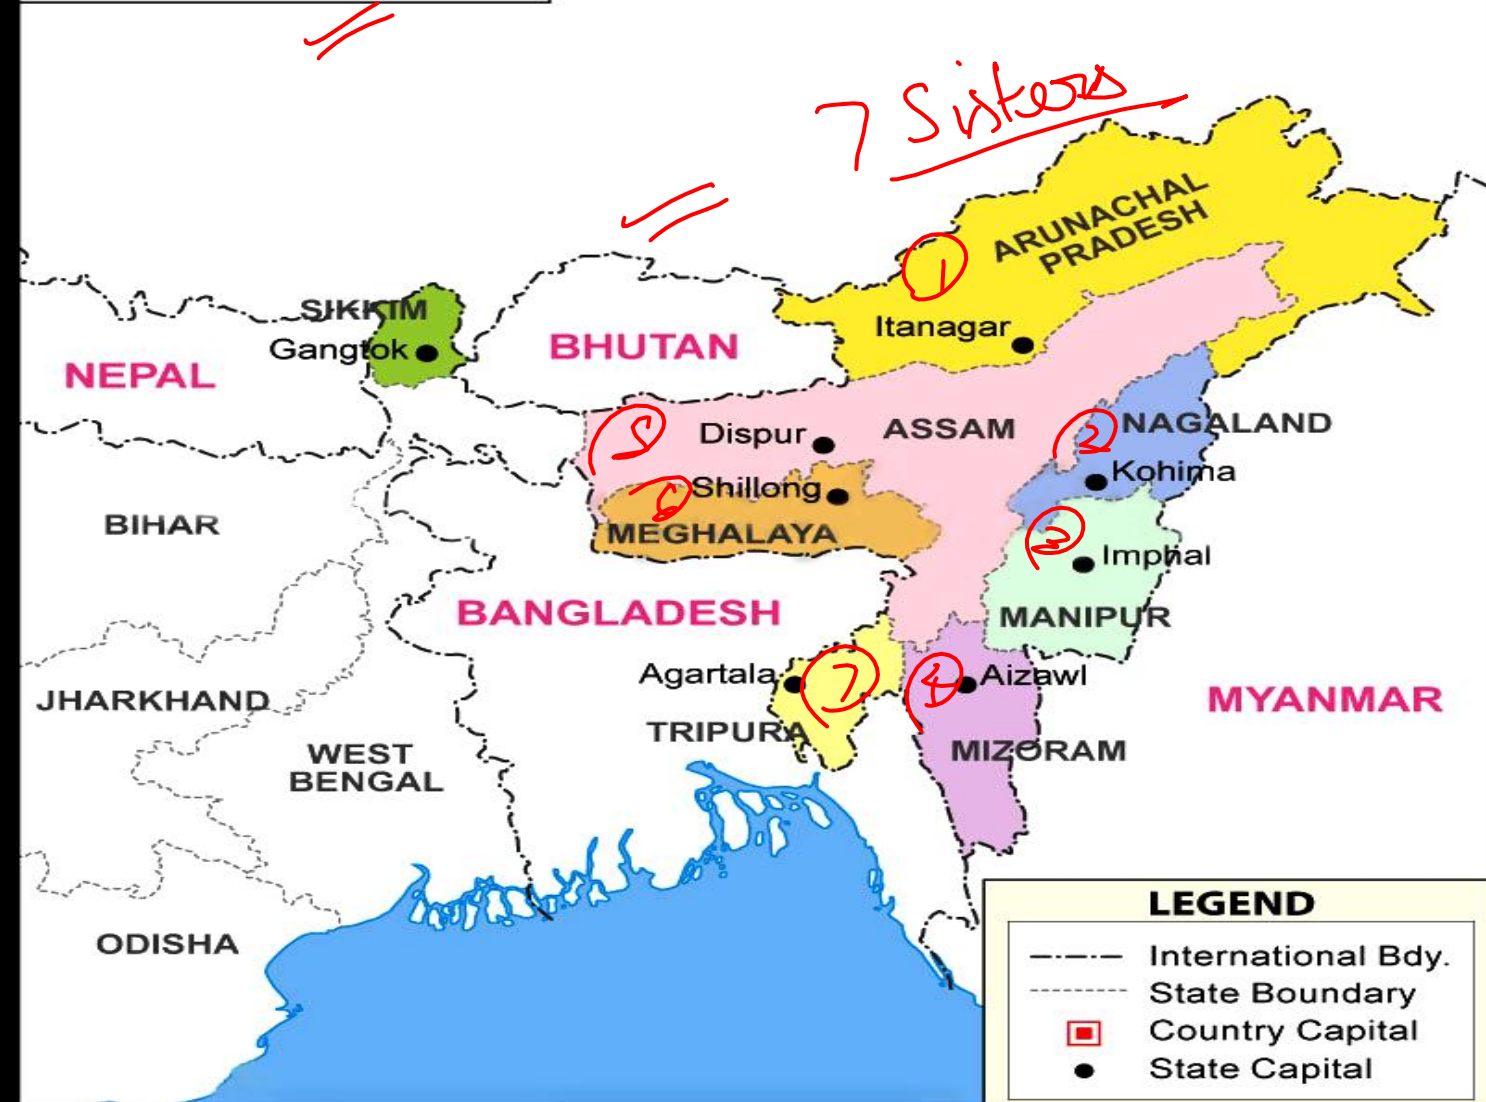 7 Sisters
ARUNACHAL
PRADESH
1
SIKKIM
Itanagar
Gangtok
BHUTAN
NEPAL
5
Dispur
ASSAM
2
NAGALAND
6
Shillong
Kohima
BIHAR
MEGHALAYA
3
Imphal
BANGLADESH
MANIPUR
Agartala
7
4
Aizawl
JHARKHAND
MYANMAR
TRIPURA
WEST
BENGAL
MIZORAM
ODISHA
LEGEND
International Bdy.
State Boundary
Country Capital
State Capital